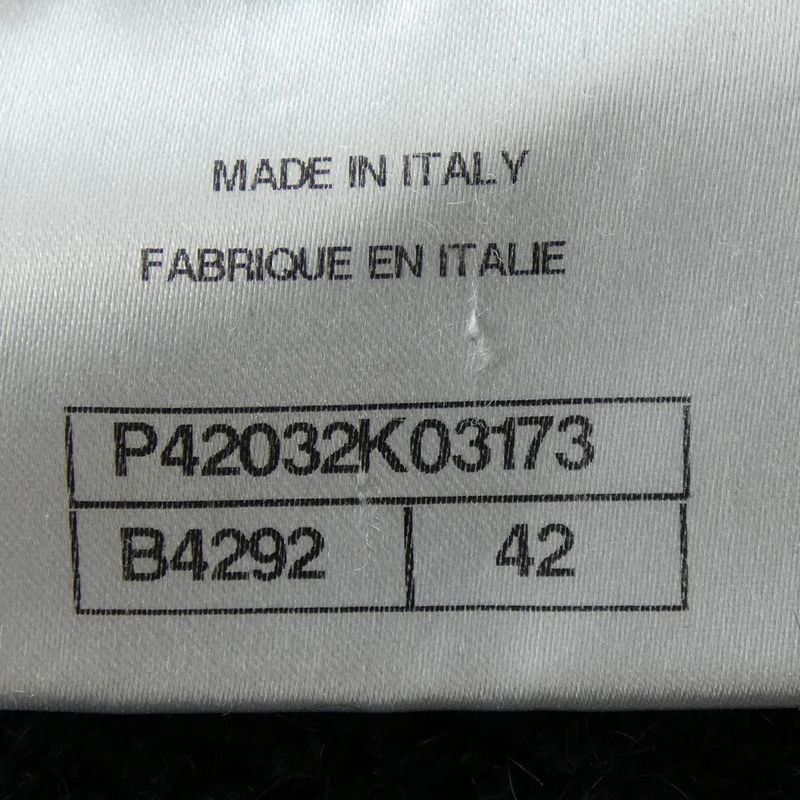 MADE IN ITALY
FABRIQUE EN ITALIE
P42032K03173
B4292 42